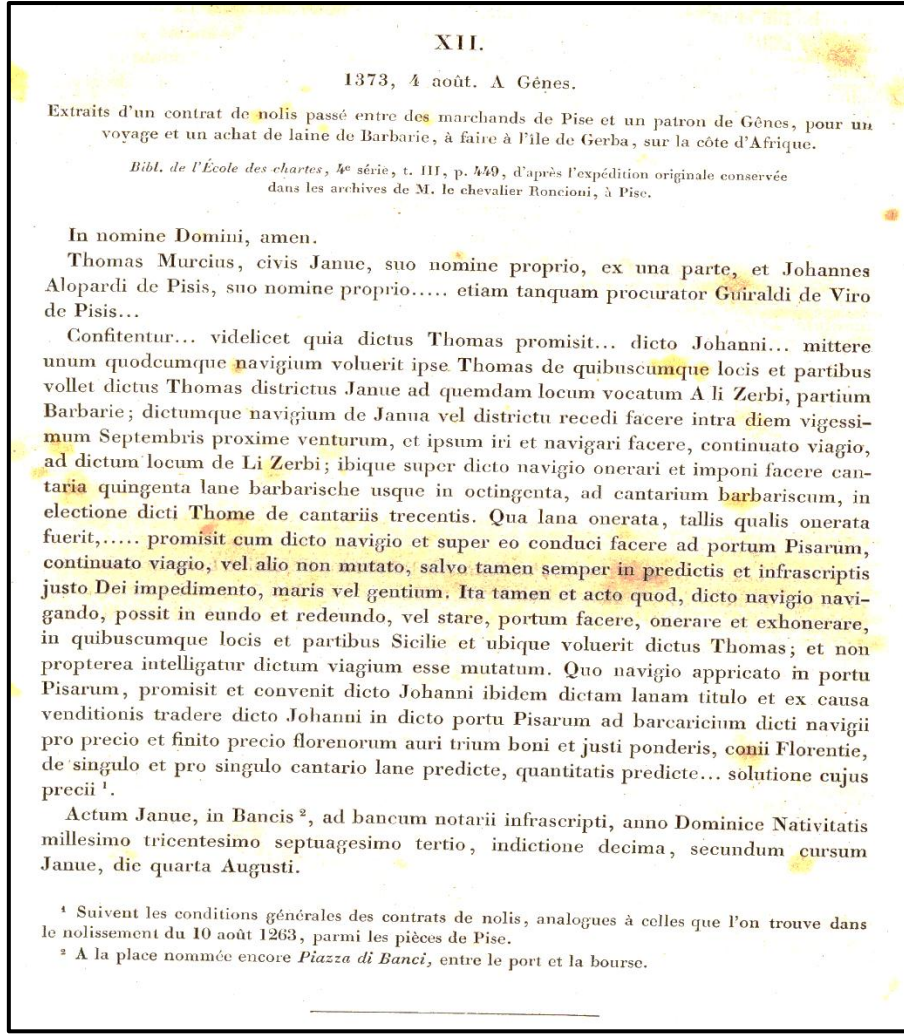 XII.
1373, 4 août. A Gênes.
Extraits d'un contrat de nolis passé entre des marchands de Pise et un patron de Gênes, pour un
voyage et un achat de laine de Barbarie, à faire à l'île de Gerba, sur la côte d'Afrique.
Bibl. de l'École des chartes, 4e série, t. III, p. 449, d'après l'expédition originale conservée
dans les archives de M. le chevalier Roncioni, à Pise.
In nomine Domini, amen.
Thomas Murcius, civis Janue, suo nomine proprio, ex una parte, et Johannes
Alopardi de Pisis, suo nomine proprio..... etiam tanquam procurator Guiraldi de Viro
de Pisis...
Confitentur... videlicet quia dictus Thomas promisit... dicto Johanni... mittere
unum quodcumque navigium voluerit ipse Thomas de quibuscumque locis et partibus
vollet dictus Thomas districtus Janue ad quemdam locum vocatum A li Zerbi, partium
Barbarie; dictumque navigium de Janua vel districtu recedi facere intra diem vigessi-
mum Septembris proxime venturum, et ipsum iri et navigari facere, continuato viagio,
ad dictum locum de Li Zerbi; ibique super dicto navigio onerari et imponi facere can-
taria quingenta lane barbarische usque in octingenta, ad cantarium barbariscum, in
electione dicti Thome de cantariis trecentis. Qua lana onerata, tallis qualis onerata
fuerit,..... promisit cum dicto navigio et super eo conduci facere ad portum Pisarum,
continuato viagio, vel alio non mutato, salvo tamen semper in predictis et infrascriptis
justo Dei impedimento, maris vel gentium. Ita tamen et acto quod, dicto navigio navi-
gando, possit in eundo et redeundo, vel stare, portum facere, onerare et exhonerare,
in quibuscumque locis et partibus Sicilie et ubique voluerit dictus Thomas; et non
propterea intelligatur dictum viagium esse mutatum. Quo navigio appricato in portu
Pisarum, promisit et convenit dicto Johanni ibidem dictam lanam titulo et ex causa
venditionis tradere dicto Johanni in dicto portu Pisarum ad barcaricium dicti navigii
pro precio et finito precio florenorum auri trium boni et justi ponderis, conii Florentie,
de singulo et pro singulo cantario lane predicte, quantitatis predicte... solutione cujus
precii 1.
Actum Janue, in Bancis 2, ad bancum notarii infrascripti, anno Dominice Nativitatis
millesimo tricentesimo septuagesimo tertio, indictione decima, secundum cursum
Janue, die quarta Augusti.
1 Suivent les conditions générales des contrats de nolis, analogues à celles que l'on trouve dans
le nolissement du 10 août 1263, parmi les pièces de Pise.
2 A la place nommée encore Piazza di Banci, entre le port et la bourse.